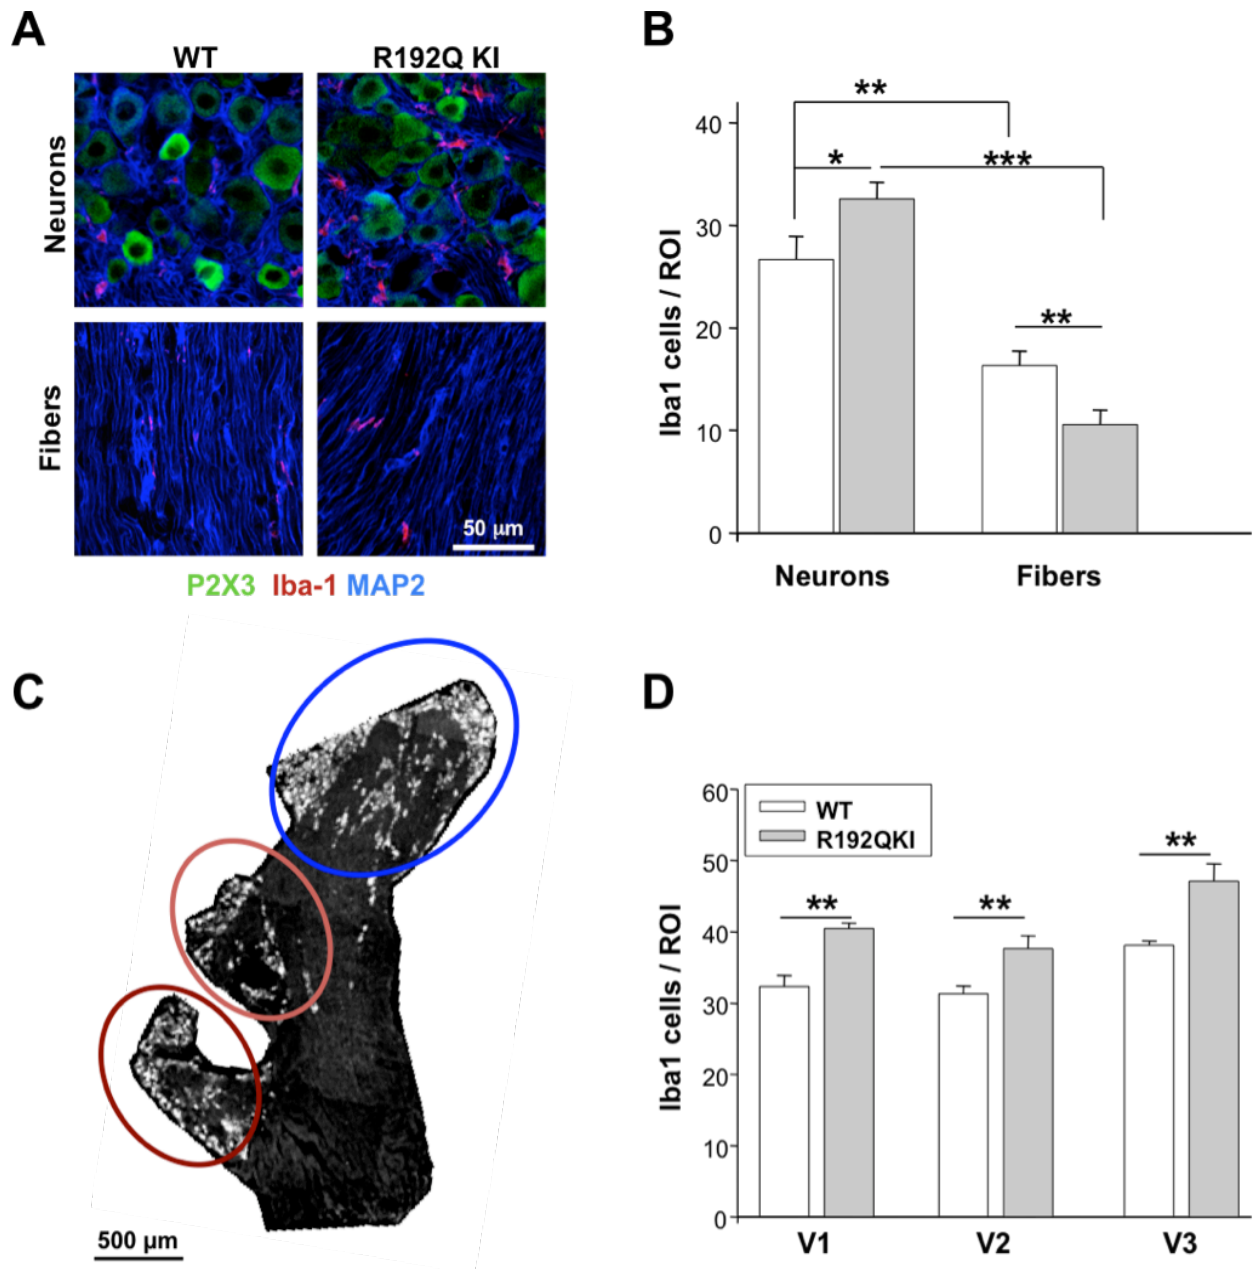 A
WT R192Q KI
Neurons
Fibers
50 µm
P2X3 Iba-1 MAP2
B
**
* ***
**
Iba1 cells / ROI
40
30
20
10
0
Neurons Fibers
C
500 µm
D
WT
R192QKI
** ** **
Iba1 cells / ROI
60
50
40
30
20
10
0
V1 V2 V3